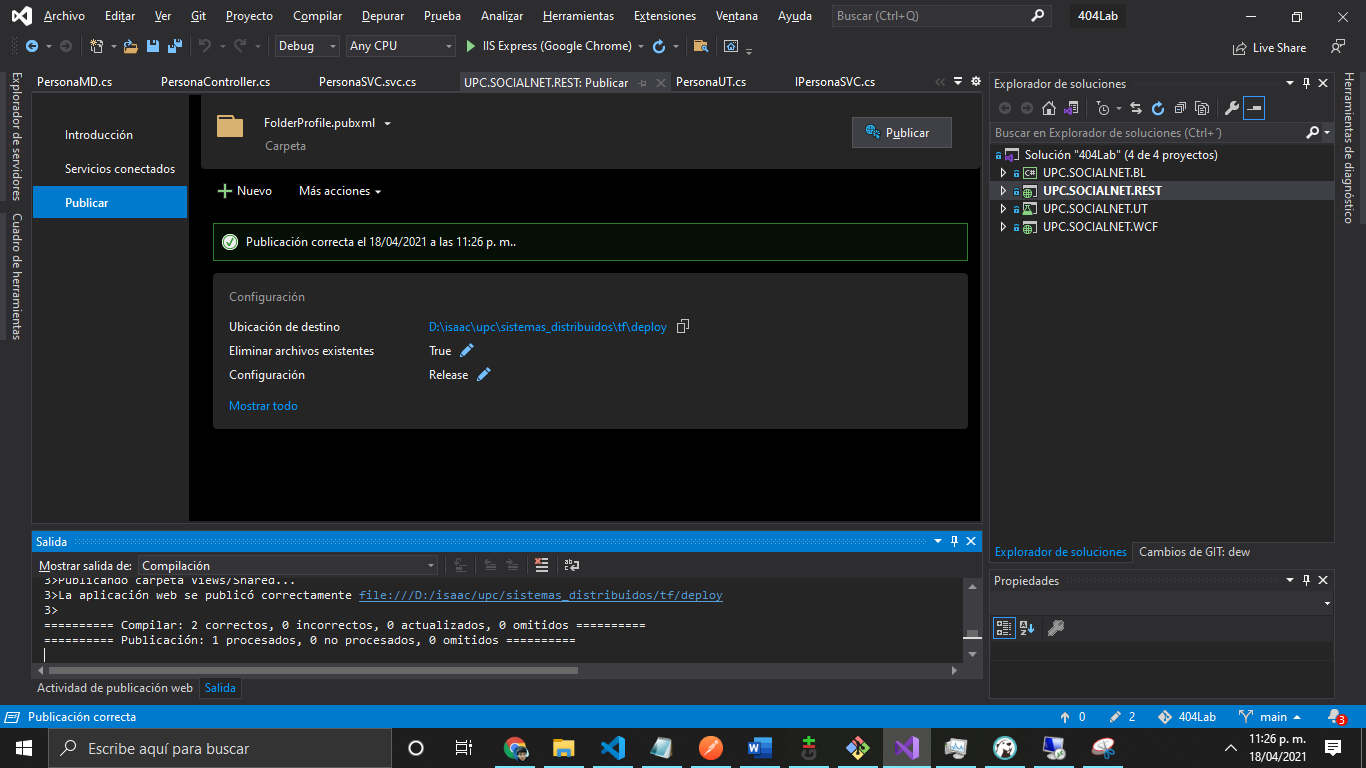 Archivo Editar Ver Git Proyecto Compilar Depurar Prueba Analizar Herramientas Extensiones Ventana Ayuda Buscar (Ctrl+Q) 404Lab
Debug Any CPU IIS Express (Google Chrome) Live Share
Explorador de servidores
Cuadro de herramientas
PersonaMD.cs PersonaController.cs PersonaSVC.svc.cs UPC.SOCIALNET.REST: Publicar PersonaUT.cs IPersonaSVC.cs
Introducción
Servicios conectados
Publicar
FolderProfile.pubxml
Carpeta
Publicar
Nuevo Más acciones
Publicación correcta el 18/04/2021 a las 11:26 p. m..
Configuración
Ubicación de destino D:\isaac\upc\sistemas_distribuidos\tf\deploy
Eliminar archivos existentes True
Configuración Release
Mostrar todo
Explorador de soluciones
Buscar en Explorador de soluciones (Ctrl+´)
Solución "404Lab" (4 de 4 proyectos)
C# UPC.SOCIALNET.BL
UPC.SOCIALNET.REST
UPC.SOCIALNET.UT
UPC.SOCIALNET.WCF
Explorador de soluciones Cambios de GIT: dew
Propiedades
Herramientas de diagnóstico
Salida
Mostrar salida de: Compilación
3>Publicando carpeta Views/Shared...
3>La aplicación web se publicó correctamente file:///D:/isaac/upc/sistemas_distribuidos/tf/deploy
3>
========== Compilar: 2 correctos, 0 incorrectos, 0 actualizados, 0 omitidos ==========
========== Publicación: 1 procesados, 0 no procesados, 0 omitidos ==========
Actividad de publicación web Salida
Publicación correcta 0 2 404Lab main 3
Escribe aquí para buscar
11:26 p. m.
18/04/2021